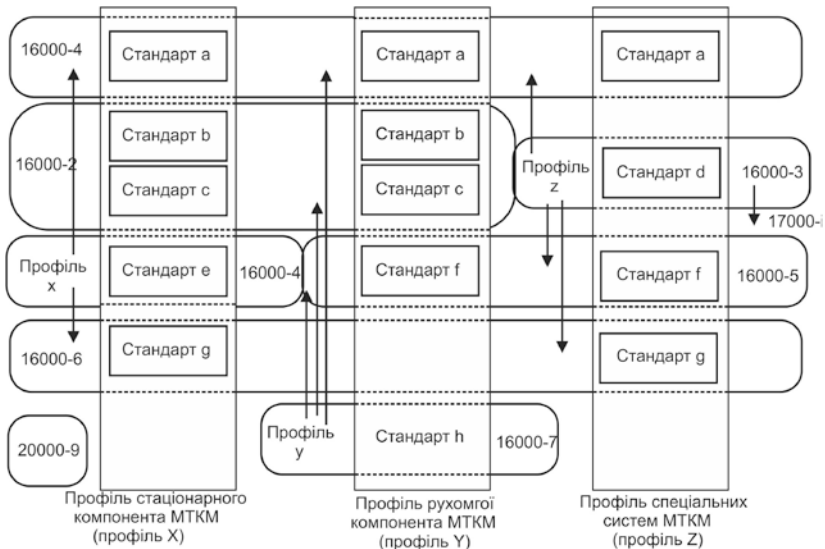 16000-4
Стандарт a
Стандарт a
Стандарт a
16000-2
Стандарт b
Стандарт c
Стандарт b
Стандарт c
Профіль
z
Стандарт d
16000-3
17000-i
Профіль
x
Стандарт e
16000-4
Стандарт f
Стандарт f
16000-5
16000-6
Стандарт g
Стандарт g
20000-9
Профіль
y
Стандарт h
16000-7
Профіль стаціонарного
компонента МТКМ
(профіль X)
Профіль рухомгої
компонента МТКМ
(профіль Y)
Профіль спеціальних
систем МТКМ
(профіль Z)